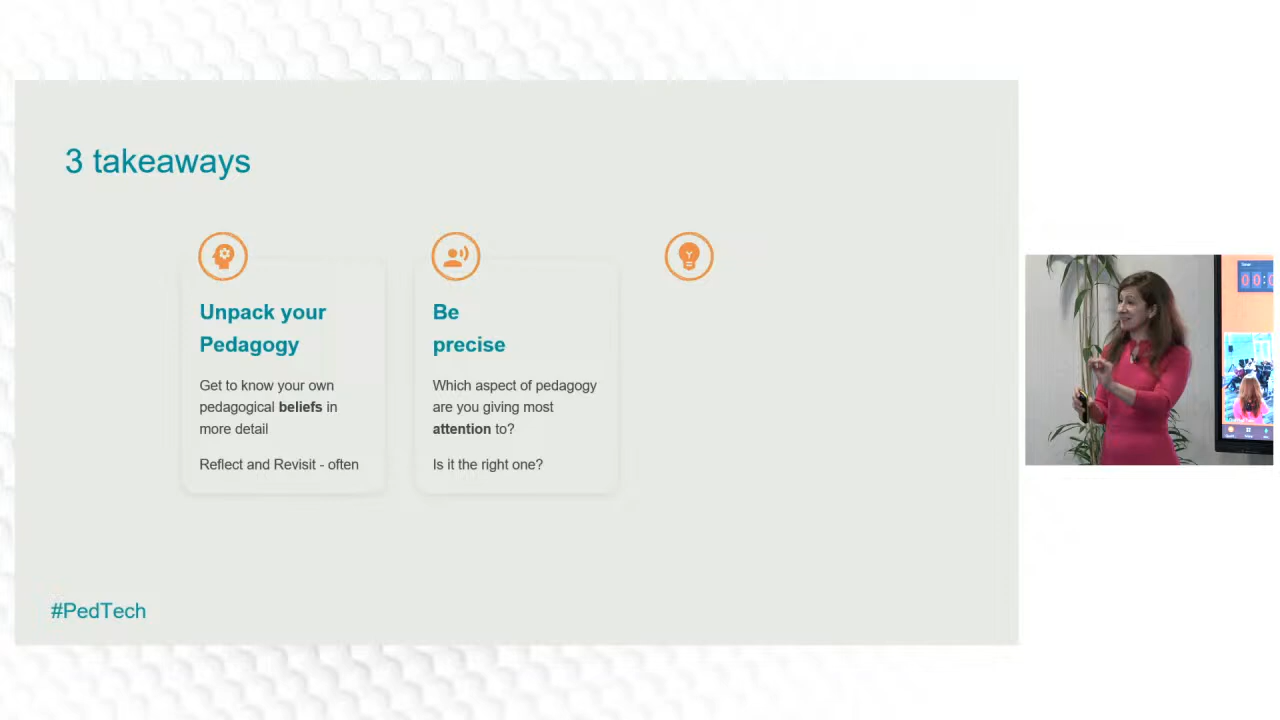 3 takeaways
Unpack your
Pedagogy
Get to know your own
pedagogical beliefs in
more detail
Reflect and Revisit - often
Be
precise
Which aspect of pedagogy
are you giving most
attention to?
Is it the right one?
#PedTech